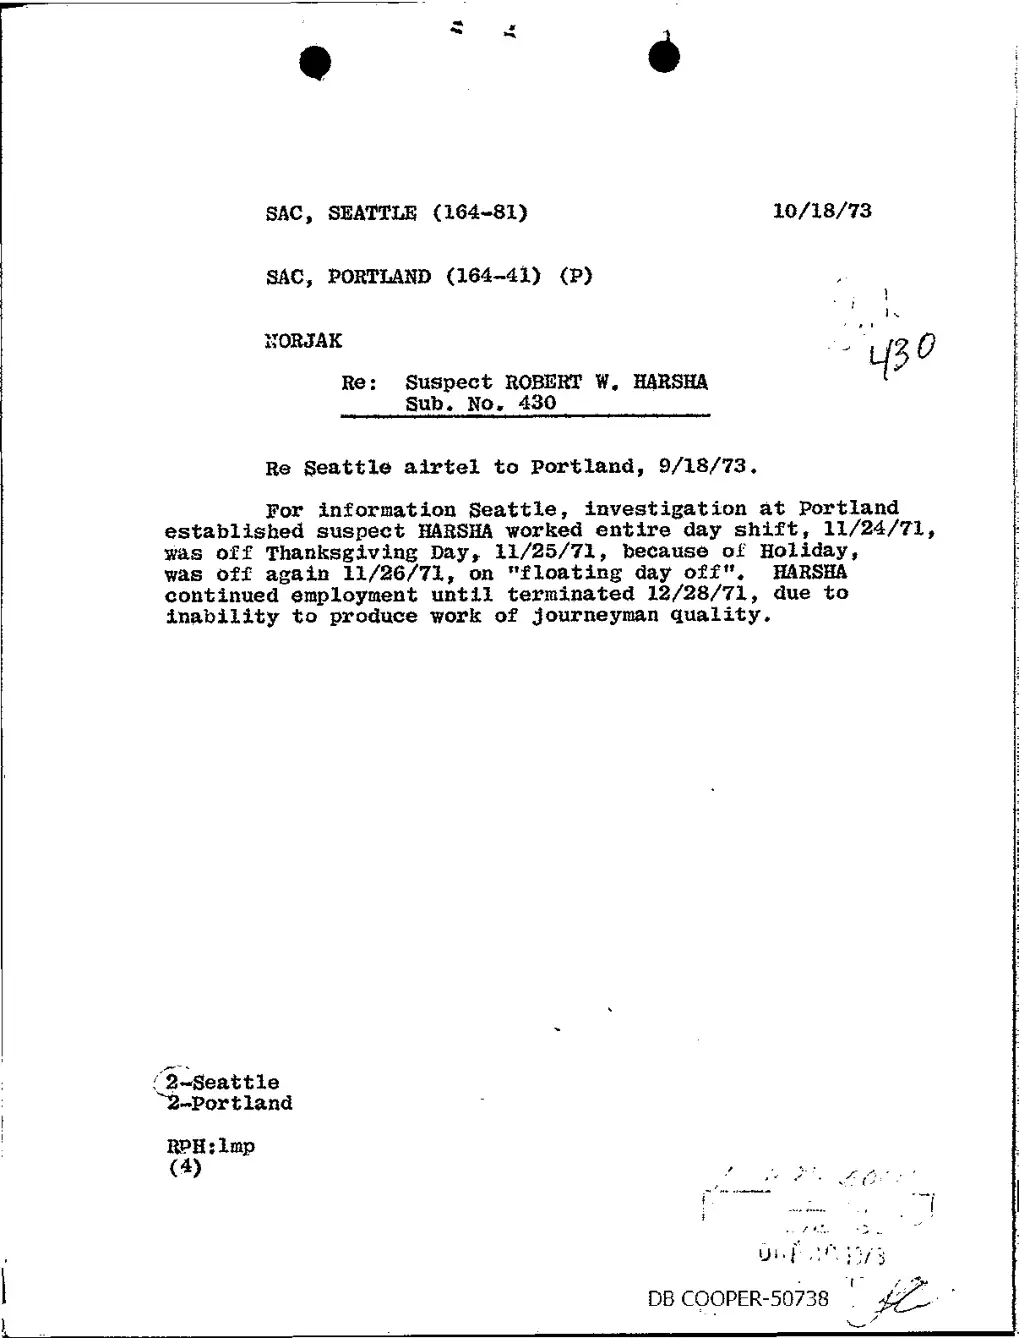 SAC, SEATTLE (164-81) 10/18/73
SAC, PORTLAND (164-41) (P)
NORJAK
430
Re: Suspect ROBERT W. HARSHA
Sub. No. 430
Re Seattle airtel to Portland, 9/18/73.
For information Seattle, investigation at Portland
established suspect HARSHA worked entire day shift, 11/24/71,
was off Thanksgiving Day, 11/25/71, because of Holiday,
was off again 11/26/71, on "floating day off". HARSHA
continued employment until terminated 12/28/71, due to
inability to produce work of journeyman quality.
2-Seattle
2-Portland
RPH:lmp
(4)
DB COOPER-50738